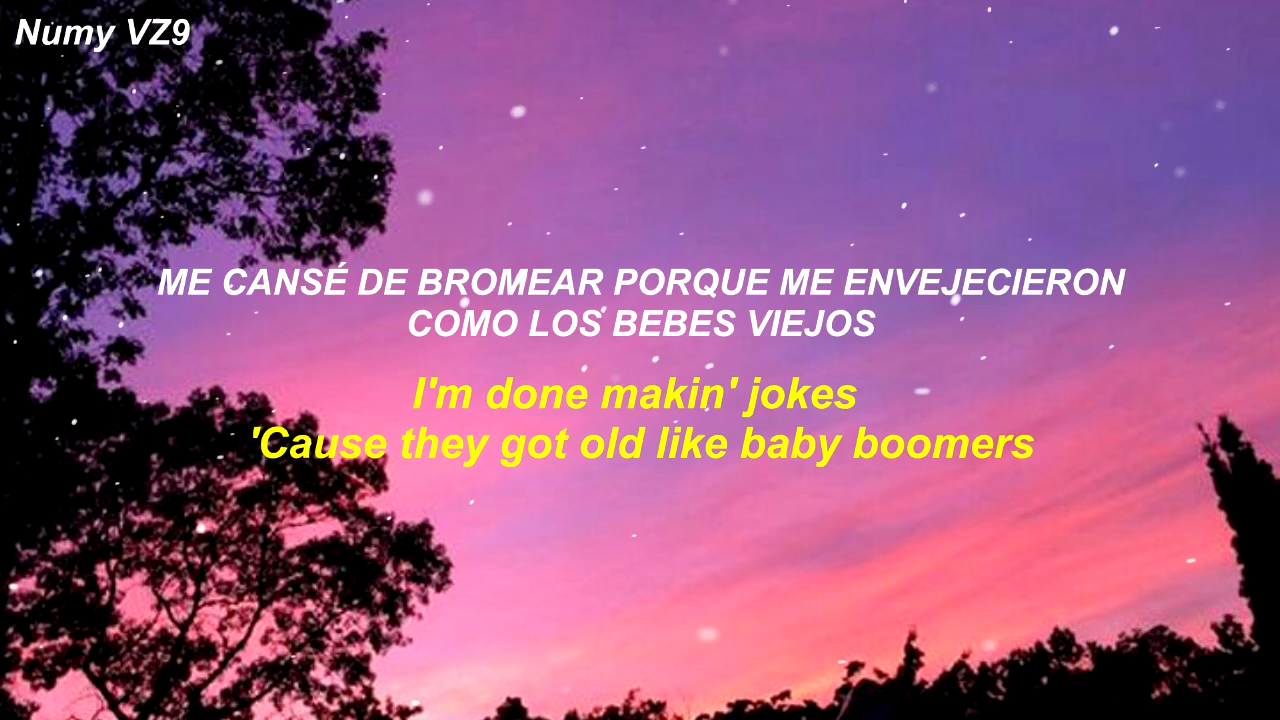 Numy VZ9
ME CANSÉ DE BROMEAR PORQUE ME ENVEJECIERON
COMO LOS BEBES VIEJOS
I'm done makin' jokes
'Cause they got old like baby boomers